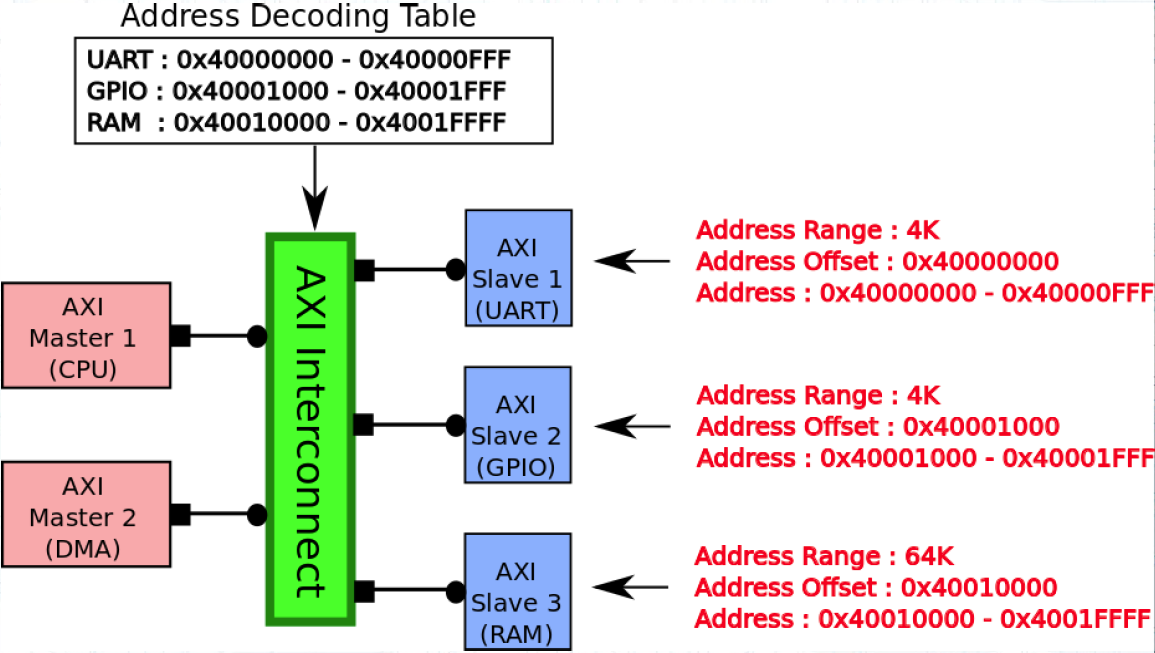 Address Decoding Table
UART : 0x40000000 - 0x40000FFF
GPIO : 0x40001000 - 0x40001FFF
RAM : 0x40010000 - 0x4001FFFF
AXI
Master 1
(CPU)
AXI
Master 2
(DMA)
AXI Interconnect
AXI
Slave 1
(UART)
Address Range : 4K
Address Offset : 0x40000000
Address : 0x40000000 - 0x40000FFF
AXI
Slave 2
(GPIO)
Address Range : 4K
Address Offset : 0x40001000
Address : 0x40001000 - 0x40001FFF
AXI
Slave 3
(RAM)
Address Range : 64K
Address Offset : 0x40010000
Address : 0x40010000 - 0x4001FFFF